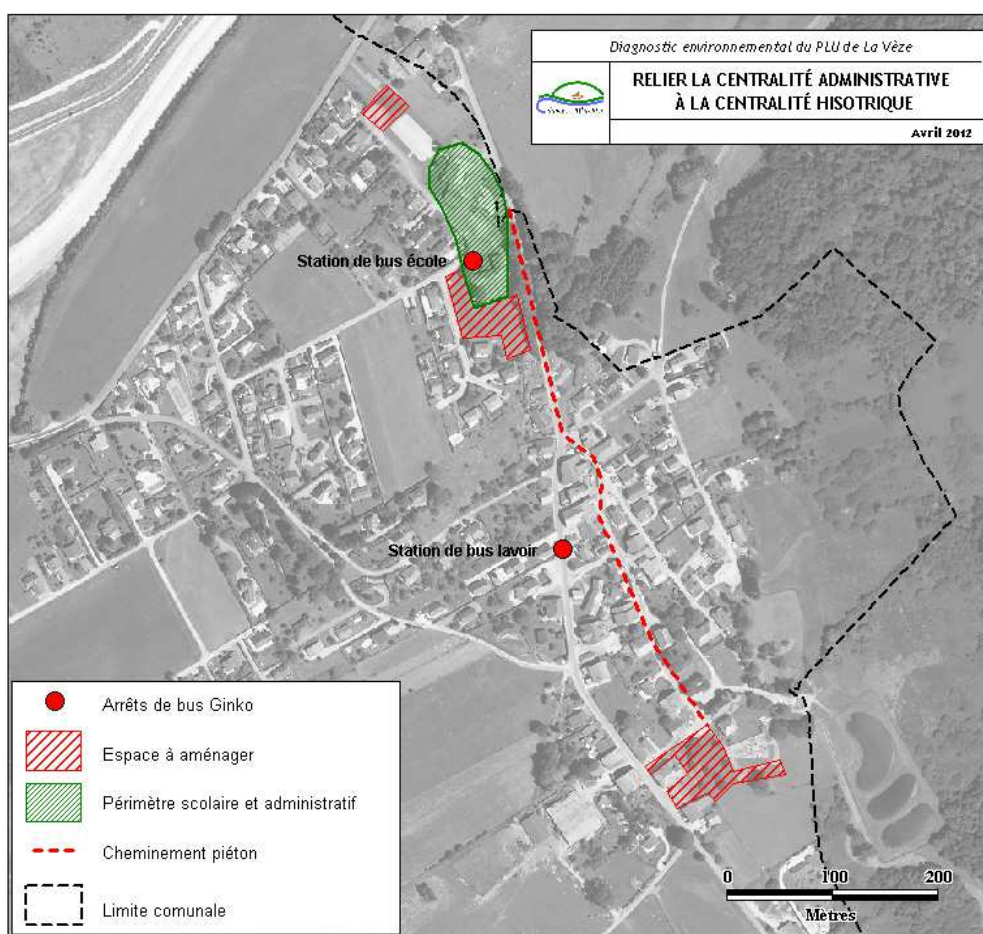 Diagnostic environnemental du PLU de La Vèze
RELIER LA CENTRALITÉ ADMINISTRATIVE
À LA CENTRALITÉ HISOTRIQUE
Avril 2012
Station de bus école
Station de bus lavoir
Arrêts de bus Ginko
Espace à aménager
Périmètre scolaire et administratif
Cheminement piéton
Limite comunale
0 100 200
Mètres